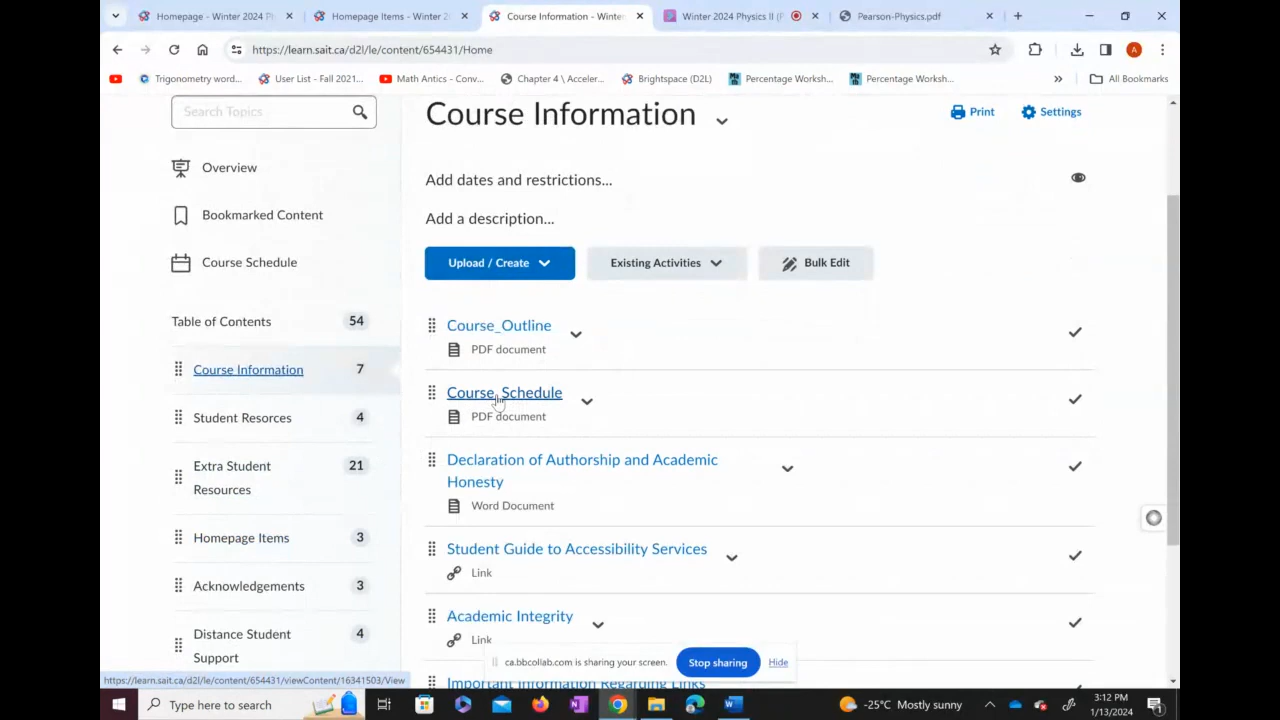 Homepage - Winter 2024 P
Homepage Items - Winter 2
Course Information - Winter
Winter 2024 Physics II (P
Pearson-Physics.pdf
https://learn.sait.ca/d2l/le/content/654431/Home
A
Trigonometry word...
User List - Fall 2021...
Math Antics - Conv...
Chapter 4 \ Acceler...
Brightspace (D2L)
Percentage Worksh...
Percentage Worksh...
»
All Bookmarks
Search Topics
Overview
Bookmarked Content
Course Schedule
Table of Contents 54
Course Information 7
Student Resorces 4
Extra Student
Resources
21
Homepage Items 3
Acknowledgements 3
Distance Student
Support
4
Course Information
Print
Settings
Add dates and restrictions...
Add a description...
Upload / Create
Existing Activities
Bulk Edit
Course_Outline
PDF document
Course_Schedule
PDF document
Declaration of Authorship and Academic
Honesty
Word Document
Student Guide to Accessibility Services
Link
Academic Integrity
Link
Important Information Regarding Links
ca.bbcollab.com is sharing your screen.
Stop sharing
Hide
https://learn.sait.ca/d2l/le/content/654431/viewContent/16341503/View
Type here to search
-25°C Mostly sunny
3:12 PM
1/13/2024
1